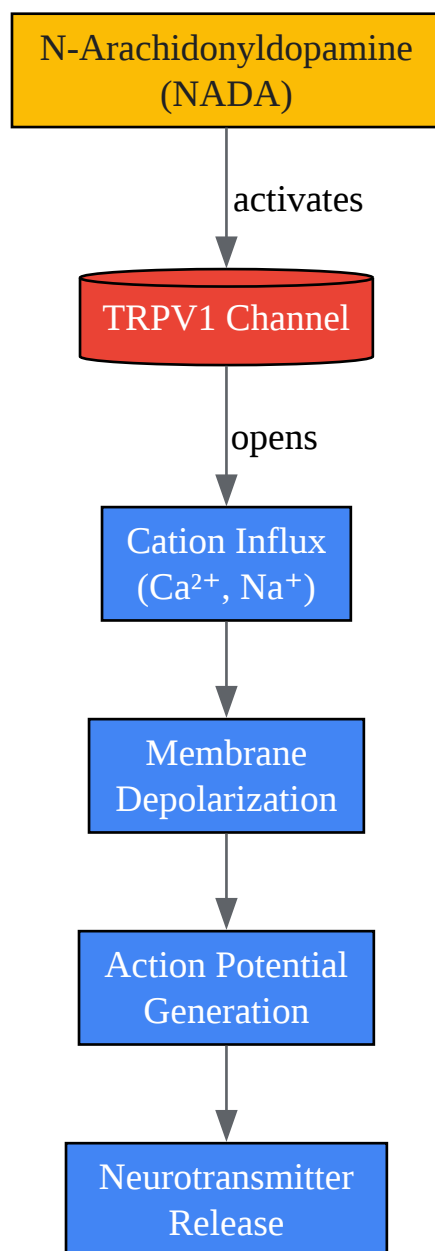 N-Arachidonyldopamine
(NADA)
activates
TRPV1 Channel
opens
Cation Influx
(Ca²⁺, Na⁺)
Membrane
Depolarization
Action Potential
Generation
Neurotransmitter
Release